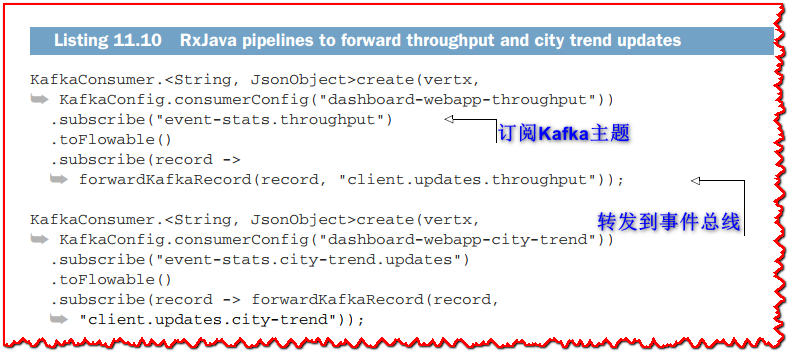 Listing 11.10 RxJava pipelines to forward throughput and city trend updates
KafkaConsumer.<String, JsonObject>create(vertx,
➥ KafkaConfig.consumerConfig("dashboard-webapp-throughput"))
.subscribe("event-stats.throughput")
订阅Kafka主题
.toFlowable()
.subscribe(record ->
➥ forwardKafkaRecord(record, "client.updates.throughput"));
转发到事件总线
KafkaConsumer.<String, JsonObject>create(vertx,
➥ KafkaConfig.consumerConfig("dashboard-webapp-city-trend"))
.subscribe("event-stats.city-trend.updates")
.toFlowable()
.subscribe(record -> forwardKafkaRecord(record,
➥ "client.updates.city-trend"));